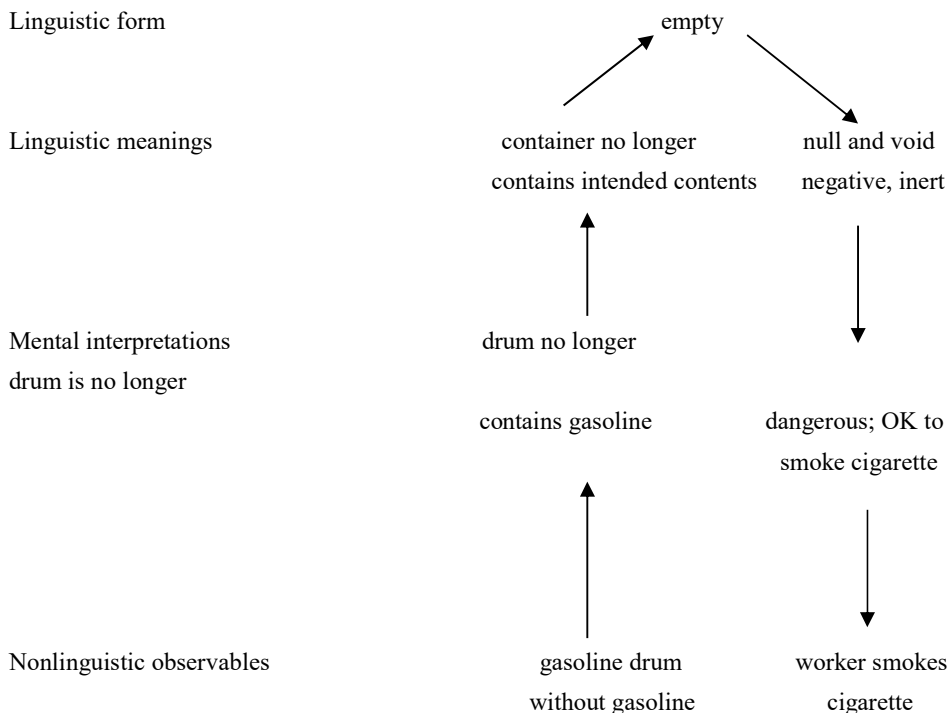 Linguistic form empty
Linguistic meanings container no longer null and void
contains intended contents negative, inert
Mental interpretations drum no longer
drum is no longer
contains gasoline dangerous; OK to
smoke cigarette
Nonlinguistic observables gasoline drum worker smokes
without gasoline cigarette